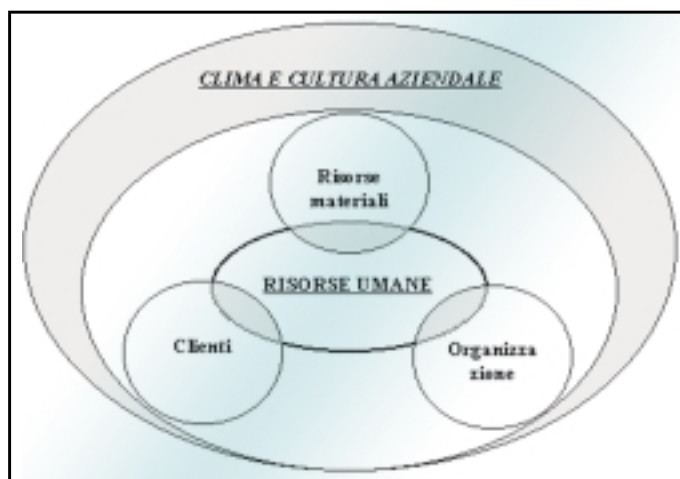 CLIMA E CULTURA AZIENDALE
Risorse
materiali
RISORSE UMANE
Clienti
Organizza
zione